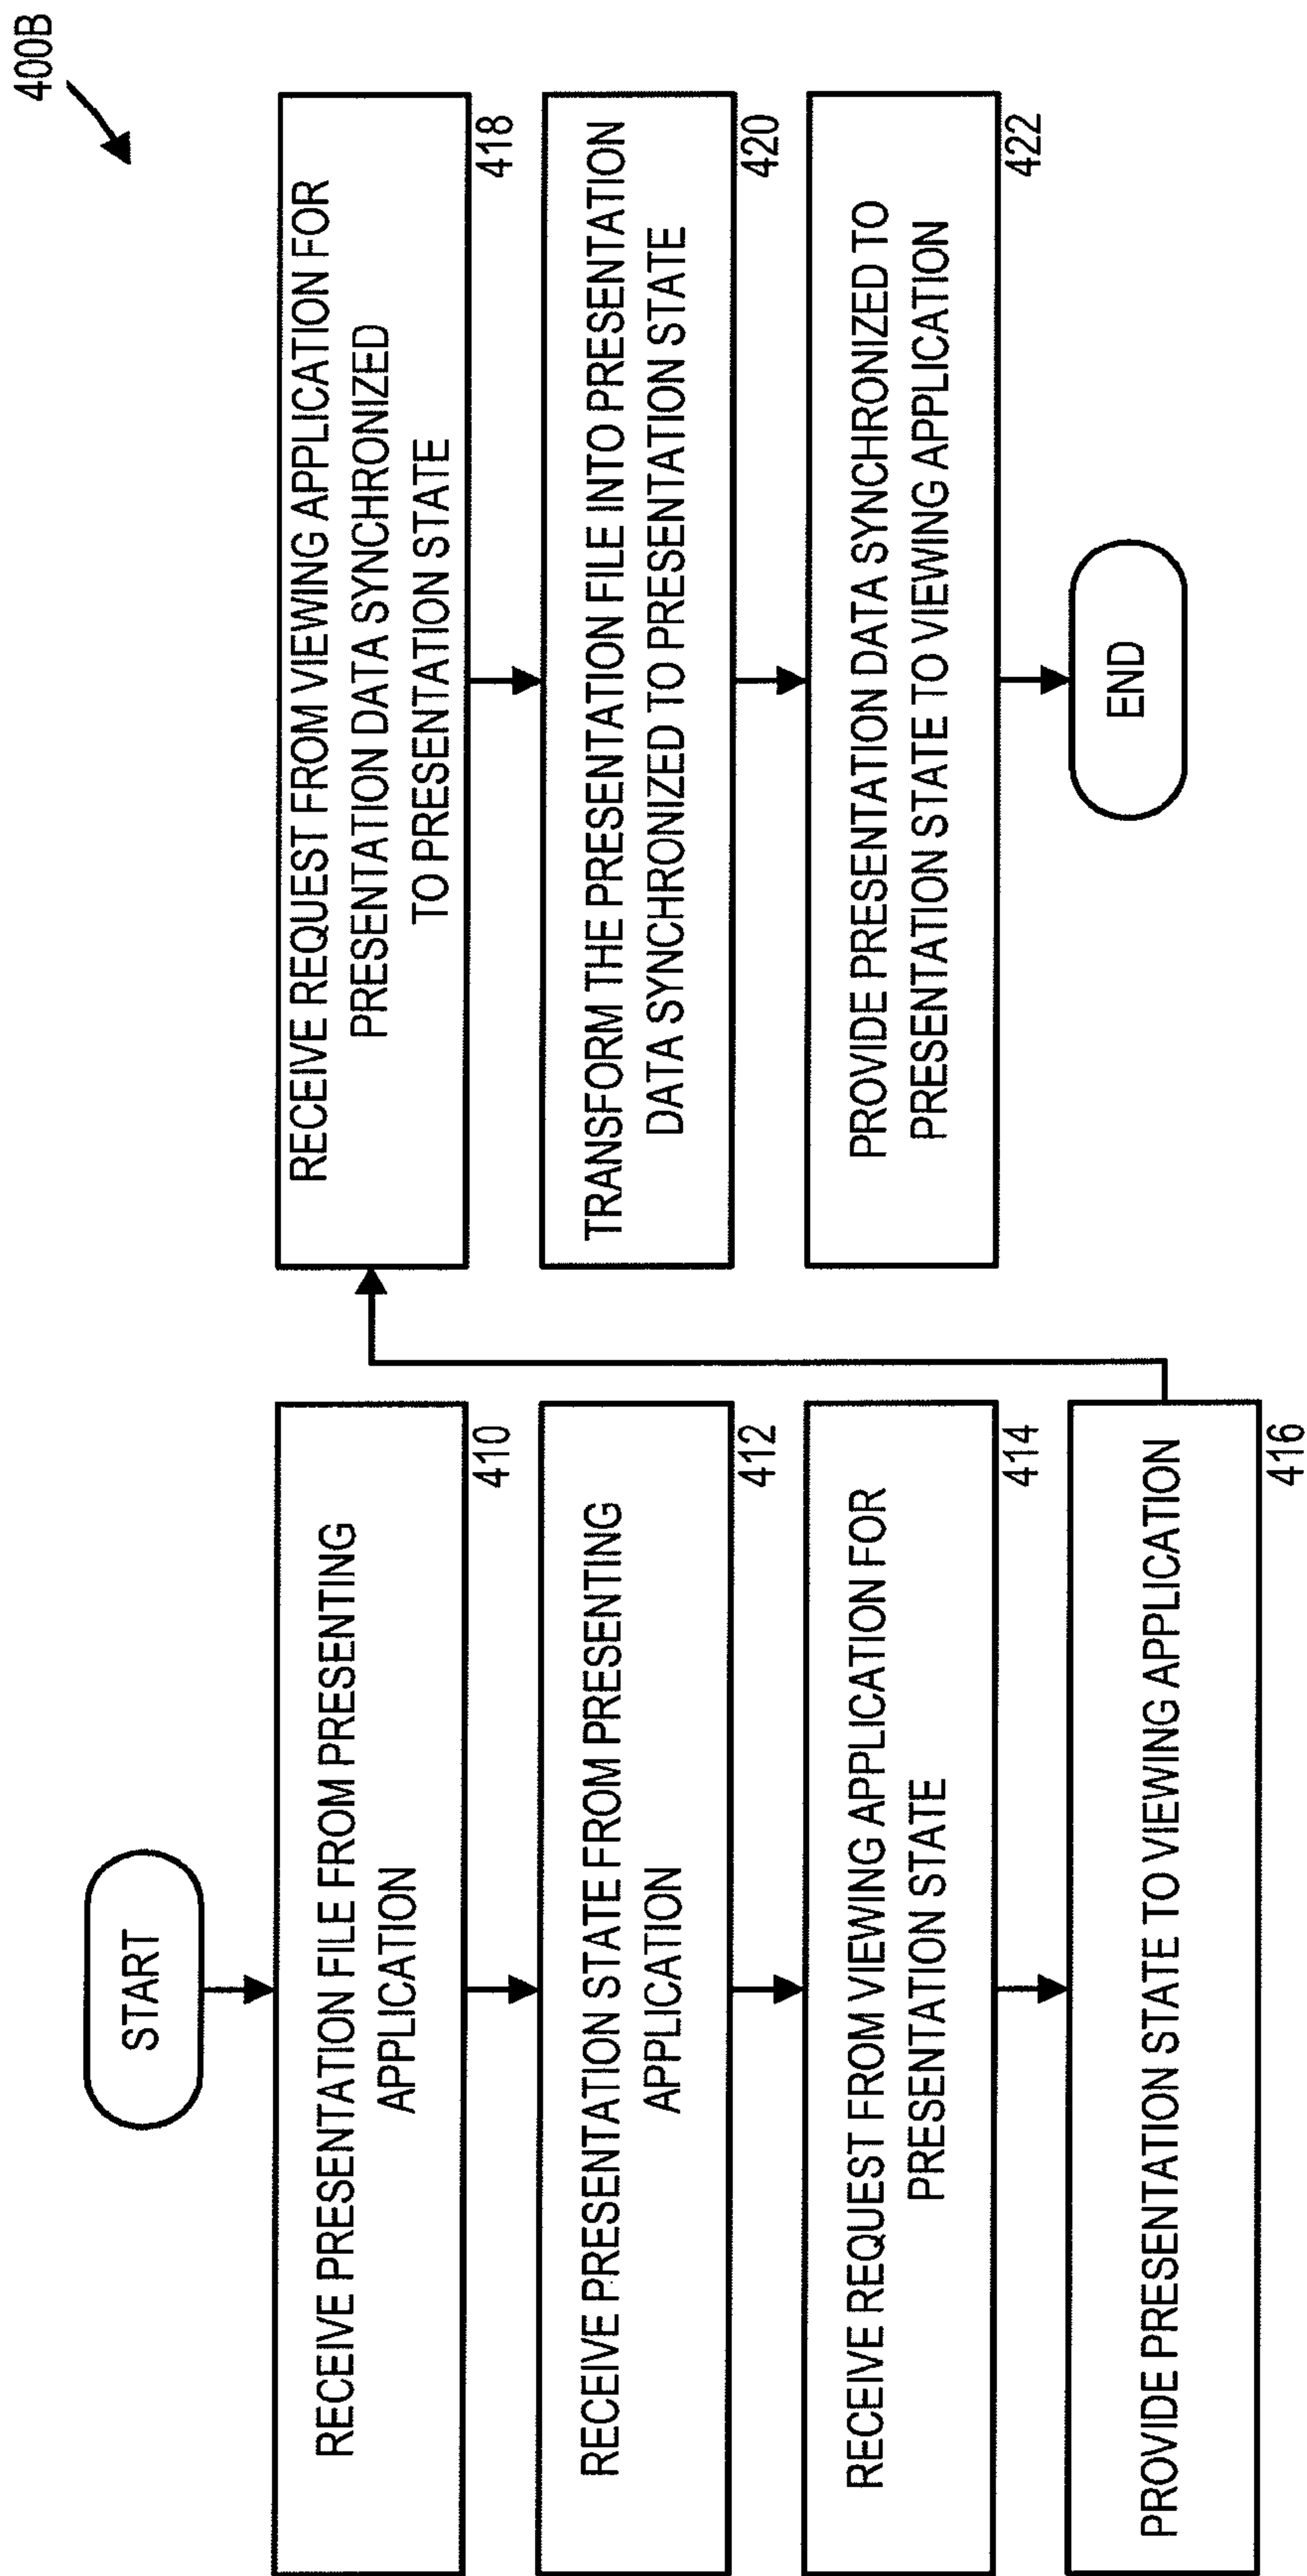 400B
START
RECEIVE PRESENTATION FILE FROM PRESENTING
APPLICATION
410
RECEIVE PRESENTATION STATE FROM PRESENTING
APPLICATION
412
RECEIVE REQUEST FROM VIEWING APPLICATION FOR
PRESENTATION STATE
414
PROVIDE PRESENTATION STATE TO VIEWING APPLICATION
416
RECEIVE REQUEST FROM VIEWING APPLICATION FOR
PRESENTATION DATA SYNCHRONIZED
TO PRESENTATION STATE
418
TRANSFORM THE PRESENTATION FILE INTO PRESENTATION
DATA SYNCHRONIZED TO PRESENTATION STATE
420
PROVIDE PRESENTATION DATA SYNCHRONIZED TO
PRESENTATION STATE TO VIEWING APPLICATION
422
END